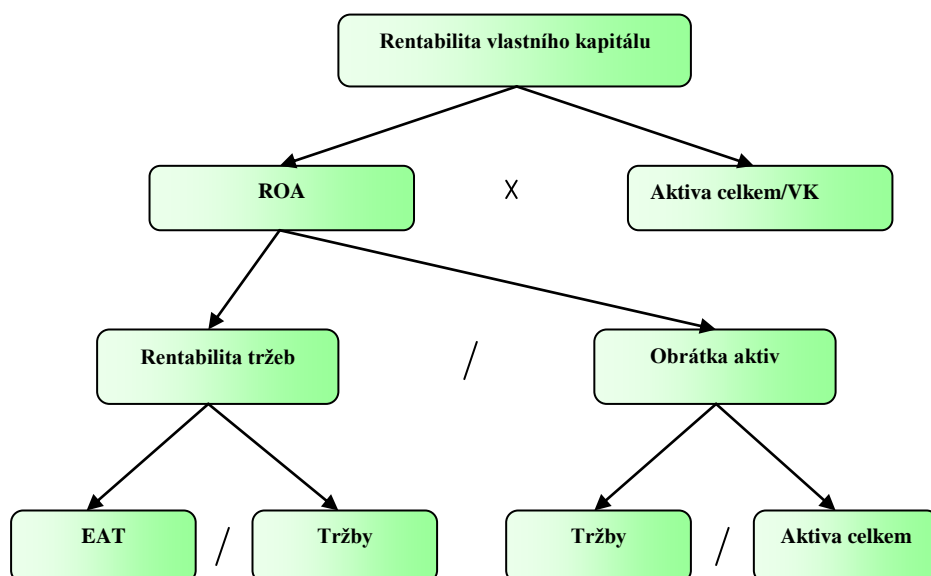 Rentabilita vlastního kapitálu
ROA X Aktiva celkem/VK
Rentabilita tržeb / Obrátka aktiv
EAT / Tržby Tržby / Aktiva celkem